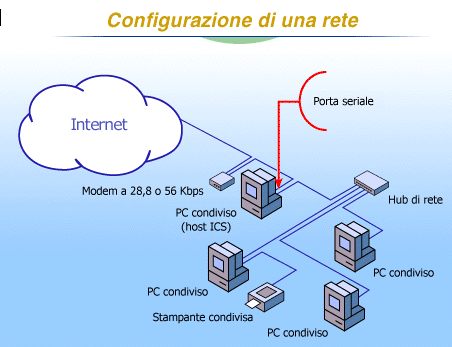 Configurazione di una rete
Porta seriale
Internet
Modem a 28,8 o 56 Kbps
Hub di rete
PC condiviso
(host ICS)
PC condiviso
PC condiviso
Stampante condivisa
PC condiviso